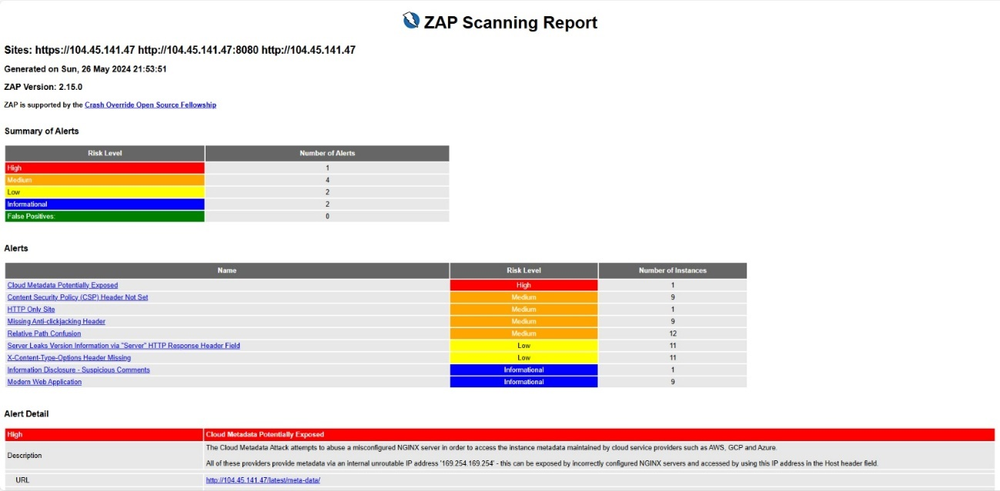 ZAP Scanning Report
Sites: https://104.45.141.47 http://104.45.141.47:8080 http://104.45.141.47
Generated on Sun, 26 May 2024 21:53:51
ZAP Version: 2.15.0
ZAP is supported by the Crash Override Open Source Fellowship
Summary of Alerts
Risk Level Number of Alerts
High 1
Medium 4
Low 2
Informational 2
False Positives: 0
Alerts
Name Risk Level Number of Instances
Cloud Metadata Potentially Exposed High 1
Content Security Policy (CSP) Header Not Set Medium 9
HTTP Only Site Medium 1
Missing Anti-clickjacking Header Medium 9
Relative Path Confusion Medium 12
Server Leaks Version Information via "Server" HTTP Response Header Field Low 11
X-Content-Type-Options Header Missing Low 11
Information Disclosure - Suspicious Comments Informational 1
Modern Web Application Informational 9
Alert Detail
High Cloud Metadata Potentially Exposed
Description
The Cloud Metadata Attack attempts to abuse a misconfigured NGINX server in order to access the instance metadata maintained by cloud service providers such as AWS, GCP and Azure.
All of these providers provide metadata via an internal unroutable IP address '169.254.169.254' - this can be exposed by incorrectly configured NGINX servers and accessed by using this IP address in the Host header field.
URL http://104.45.141.47/latest/meta-data/